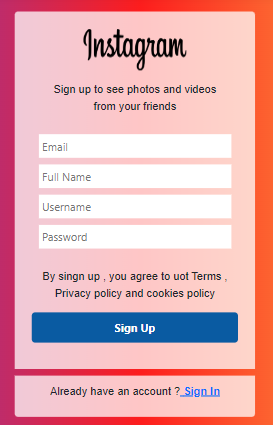 Instagram
Sign up to see photos and videos
from your friends
Email
Full Name
Username
Password
By singn up , you agree to uot Terms ,
Privacy policy and cookies policy
Sign Up
Already have an account ? Sign In